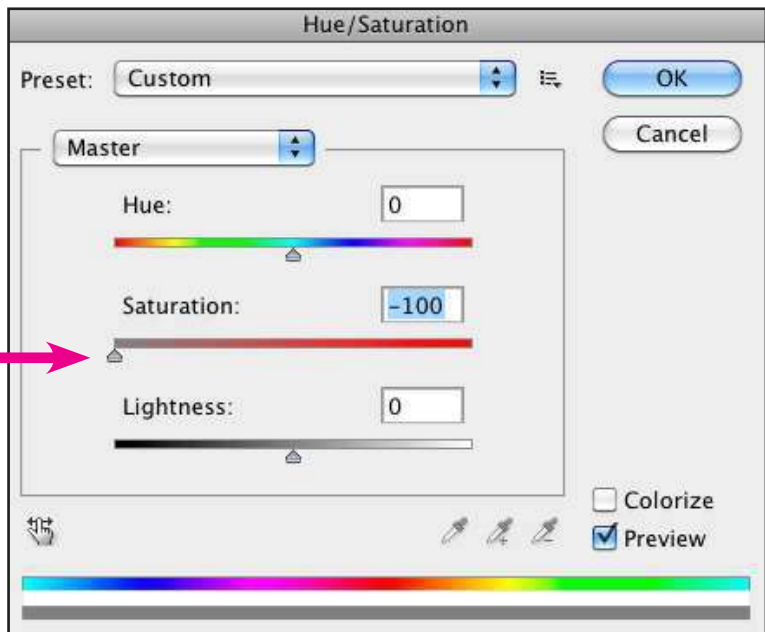 Hue/Saturation
Preset: Custom
OK
Cancel
Master
Hue: 0
Saturation: -100
Lightness: 0
Colorize
Preview